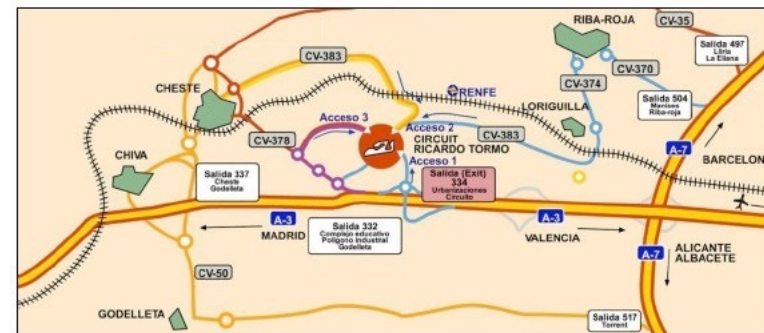 RIBA-ROJA
CV-35
Salida 497
Llíria
La Eliana
CV-383
CV-370
CV-374
CHESTE
RENFE
Salida 504
Manises
Riba-roja
LORIGUILLA
Acceso 3
Acceso 2
CIRCUIT
RICARDO TORMO
CV-383
CV-378
Acceso 1
A-7
BARCELON
CHIVA
Salida 337
Cheste
Godelleta
Salida (Exit)
334
Urbanizaciones
Circuito
A-3
MADRID
Salida 332
Complejo educativo
Polígono Industrial
Godelleta
A-3
VALENCIA
A-7
ALICANTE
ALBACETE
CV-50
GODELLETA
Salida 517
Torrent